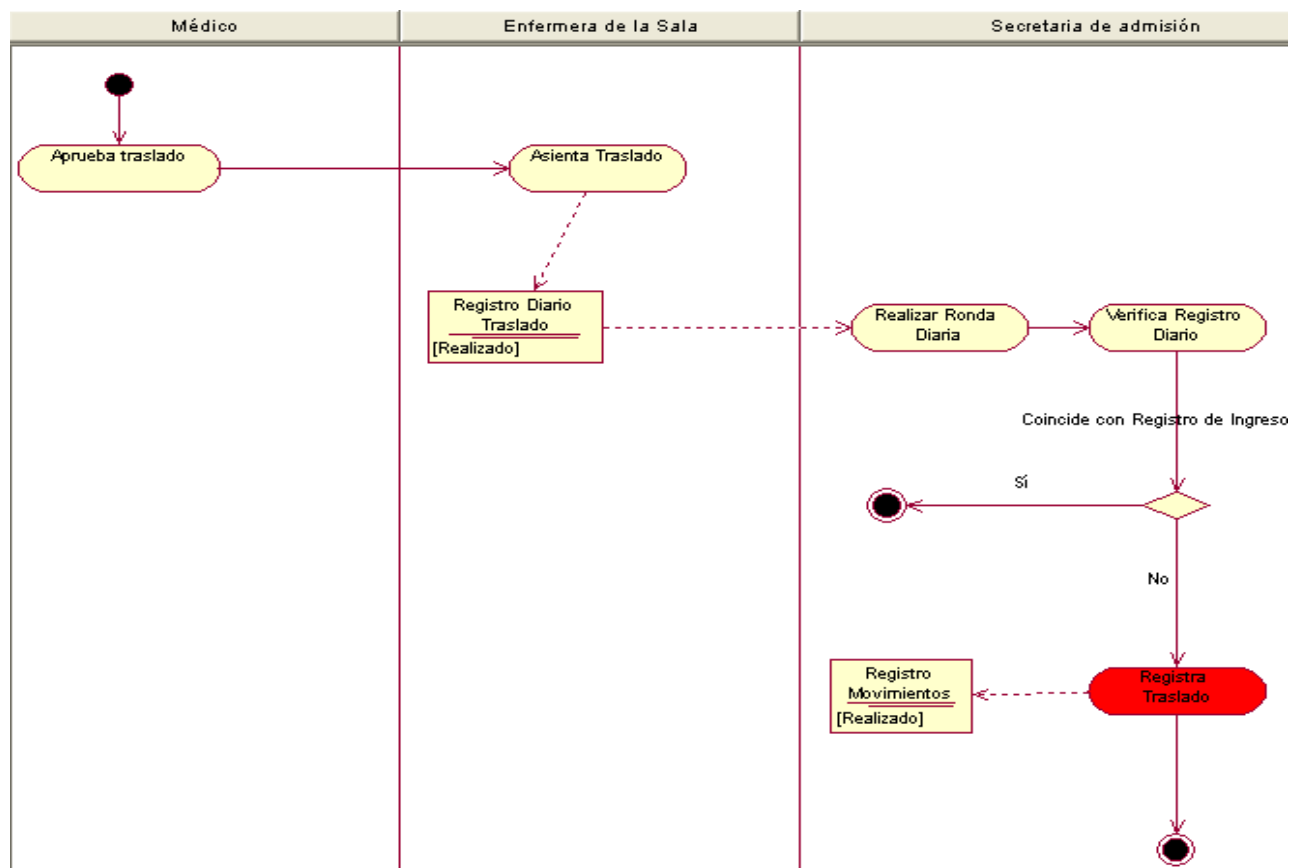 Médico
Enfermera de la Sala
Secretaria de admisión
Aprueba traslado
Asienta Traslado
Registro Diario
Traslado
[Realizado]
Realizar Ronda
Diaria
Verifica Registro
Diario
Coincide con Registro de Ingreso
Sí
No
Registro
Movimientos
[Realizado]
Registra
Traslado